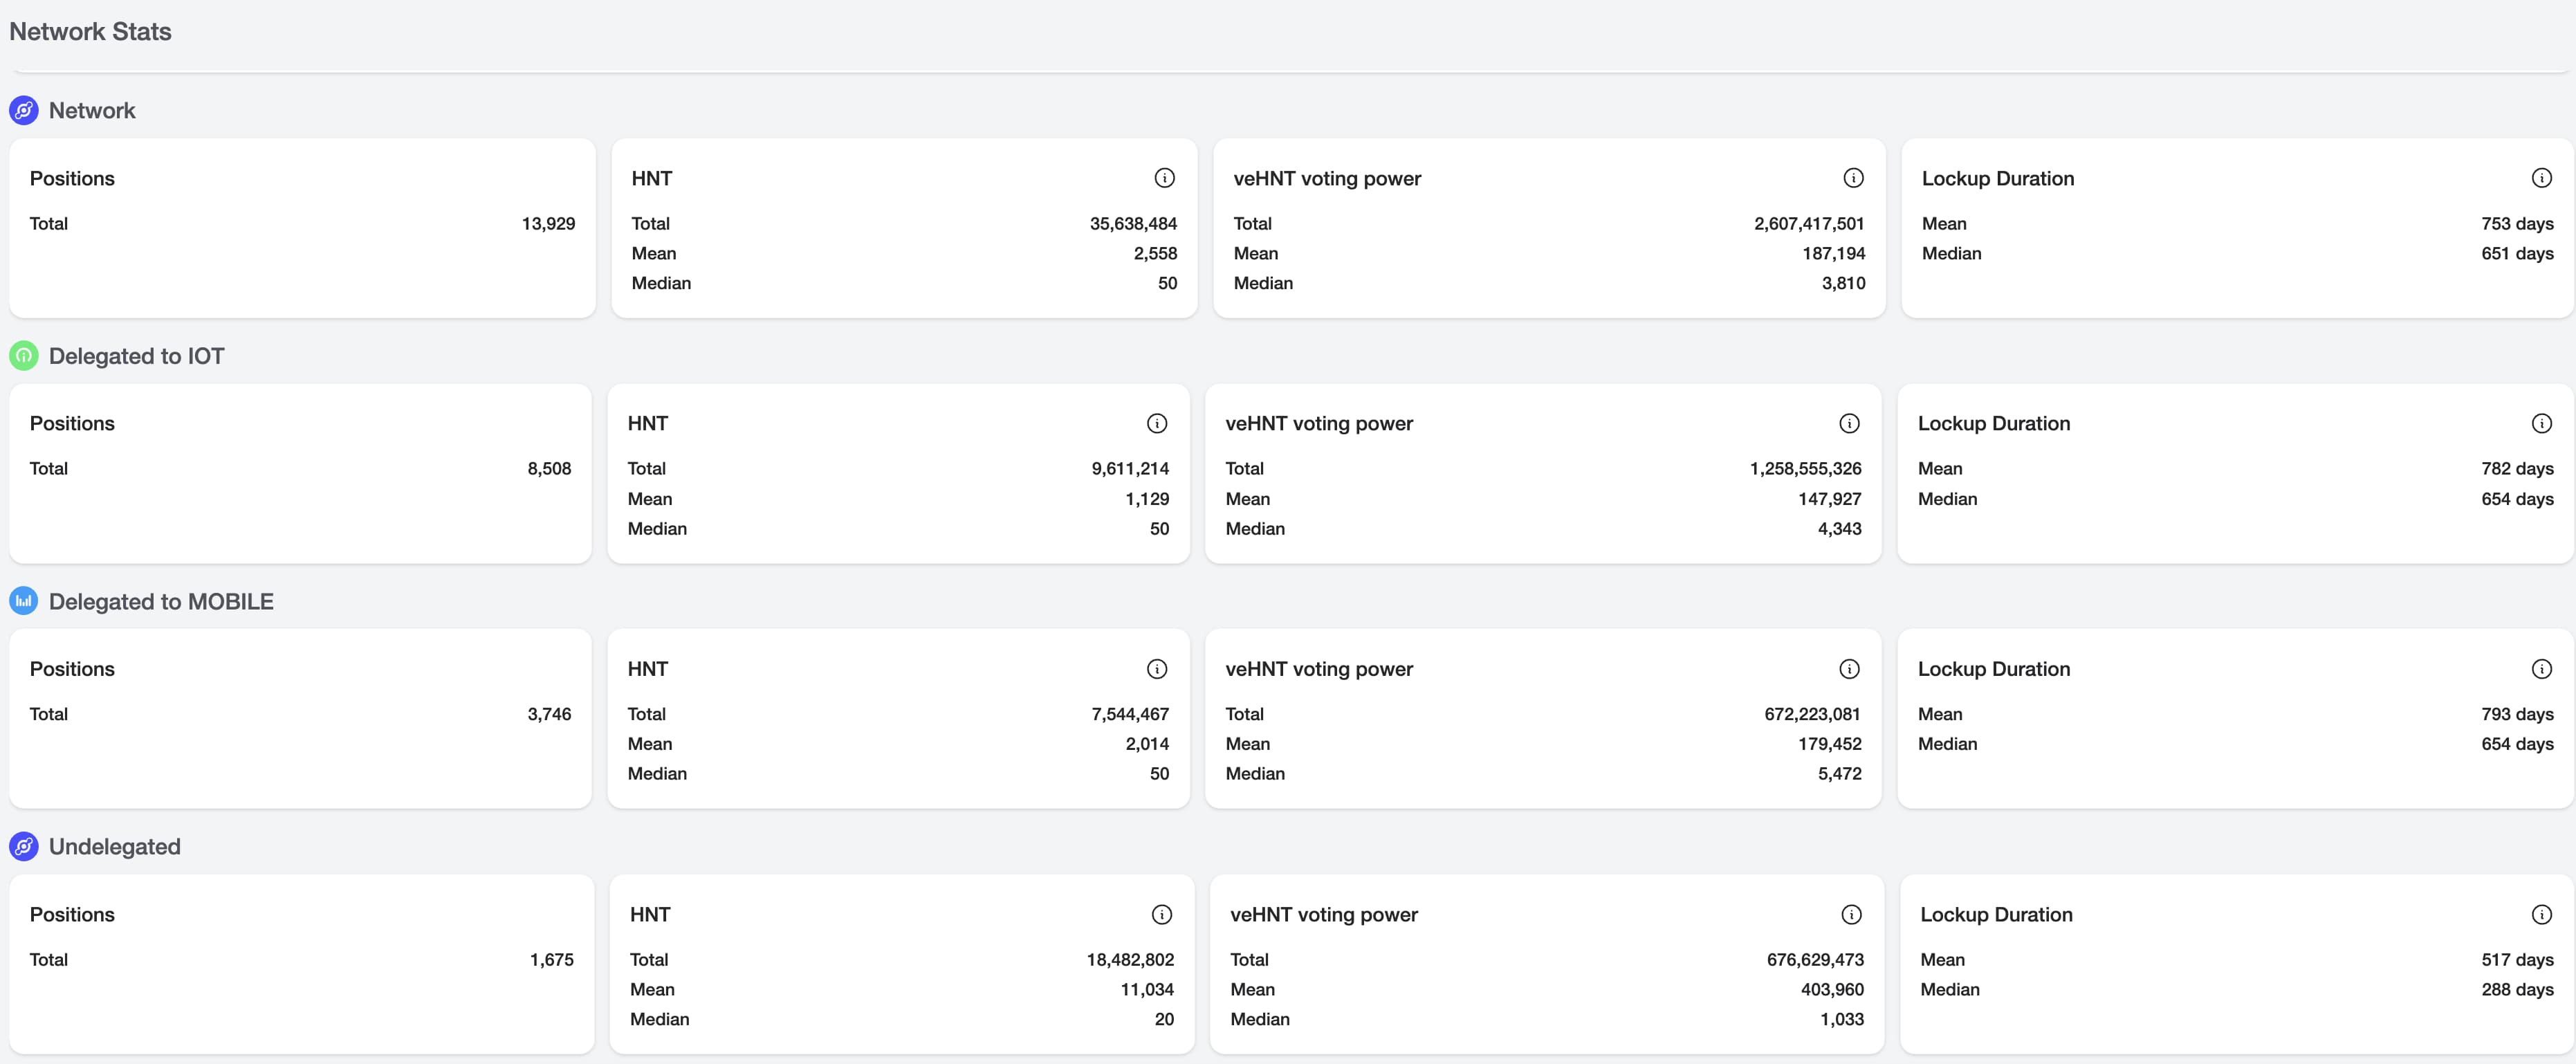 Network Stats
Network
Positions
Total 13,929
HNT
Total 35,638,484
Mean 2,558
Median 50
veHNT voting power
Total 2,607,417,501
Mean 187,194
Median 3,810
Lockup Duration
Mean 753 days
Median 651 days
Delegated to IOT
Positions
Total 8,508
HNT
Total 9,611,214
Mean 1,129
Median 50
veHNT voting power
Total 1,258,555,326
Mean 147,927
Median 4,343
Lockup Duration
Mean 782 days
Median 654 days
Delegated to MOBILE
Positions
Total 3,746
HNT
Total 7,544,467
Mean 2,014
Median 50
veHNT voting power
Total 672,223,081
Mean 179,452
Median 5,472
Lockup Duration
Mean 793 days
Median 654 days
Undelegated
Positions
Total 1,675
HNT
Total 18,482,802
Mean 11,034
Median 20
veHNT voting power
Total 676,629,473
Mean 403,960
Median 1,033
Lockup Duration
Mean 517 days
Median 288 days